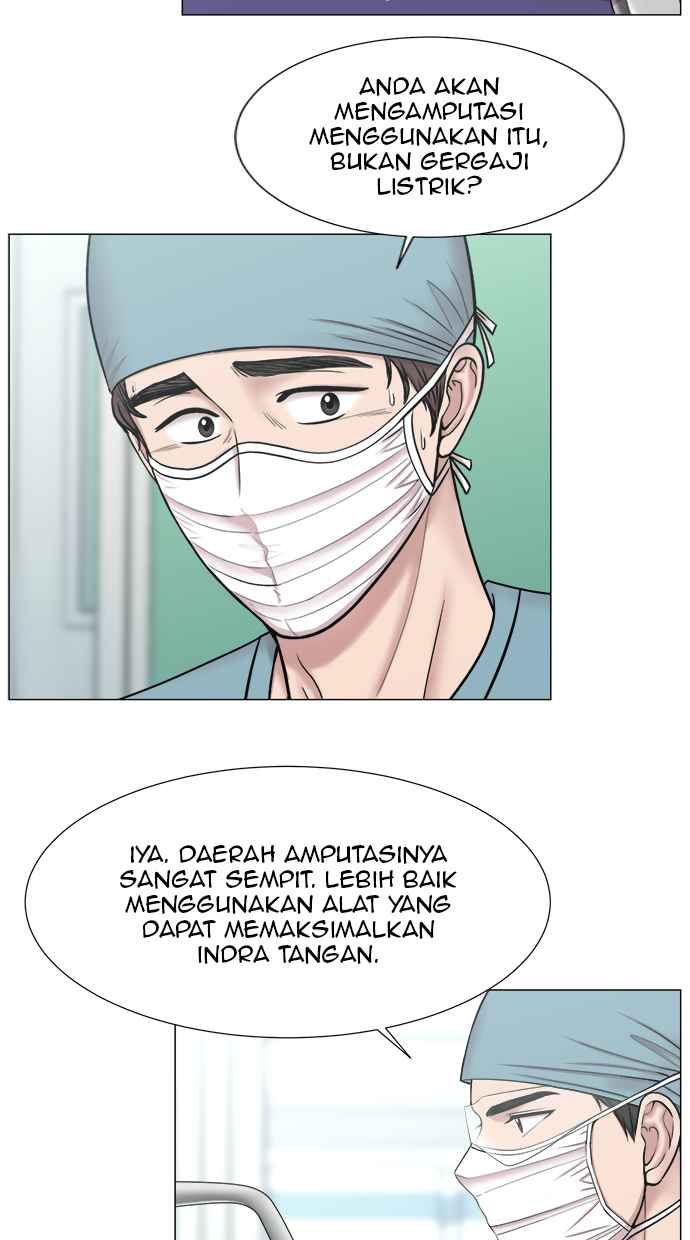 ANDA AKAN
MENGAMPUTASI
MENGGUNAKAN ITU,
BUKAN GERGAJI
LISTRIK?
IYA. DAERAH AMPUTASINYA
SANGAT SEMPIT. LEBIH BAIK
MENGGUNAKAN ALAT YANG
DAPAT MEMAKSIMALKAN
INDRA TANGAN.